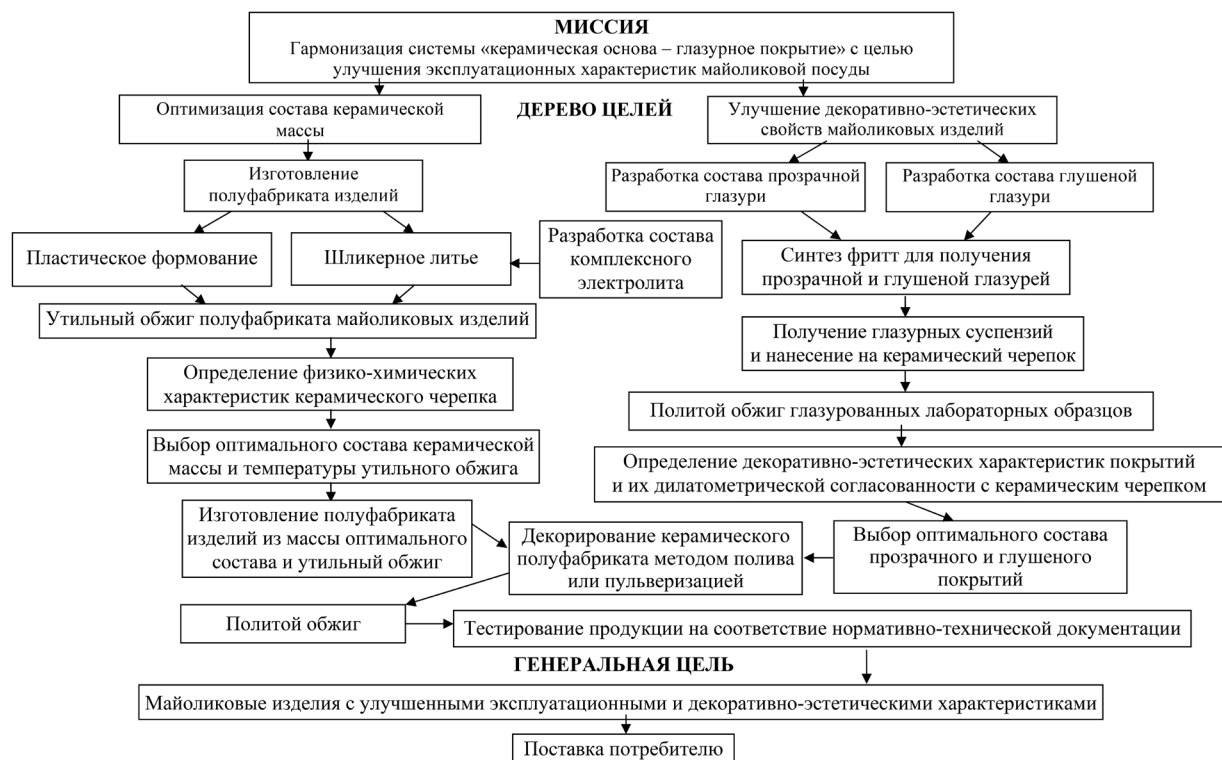 МИССИЯ
Гармонизация системы «керамическая основа – глазурное покрытие» с целью
улучшения эксплуатационных характеристик майоликовой посуды
Оптимизация состава керамической
массы
ДЕРЕВО ЦЕЛЕЙ
Улучшение декоративно-эстетических
свойств майоликовых изделий
Изготовление
полуфабриката изделий
Разработка состава прозрачной
глазури
Разработка состава глушеной
глазури
Пластическое формование
Шликерное литье
Разработка состава
комплексного
электролита
Синтез фритт для получения
прозрачной и глушеной глазурей
Утильный обжиг полуфабриката майоликовых изделий
Получение глазурных суспензий
и нанесение на керамический черепок
Определение физико-химических
характеристик керамического черепка
Политой обжиг глазурованных лабораторных образцов
Выбор оптимального состава керамической
массы и температуры утильного обжига
Определение декоративно-эстетических характеристик покрытий
и их дилатометрической согласованности с керамическим черепком
Изготовление полуфабриката
изделий из массы оптимального
состава и утильный обжиг
Декорирование керамического
полуфабриката методом полива
или пульверизацией
Выбор оптимального состава
прозрачного и глушеного
покрытий
Политой обжиг
Тестирование продукции на соответствие нормативно-технической документации
ГЕНЕРАЛЬНАЯ ЦЕЛЬ
Майоликовые изделия с улучшенными эксплуатационными и декоративно-эстетическими характеристиками
Поставка потребителю